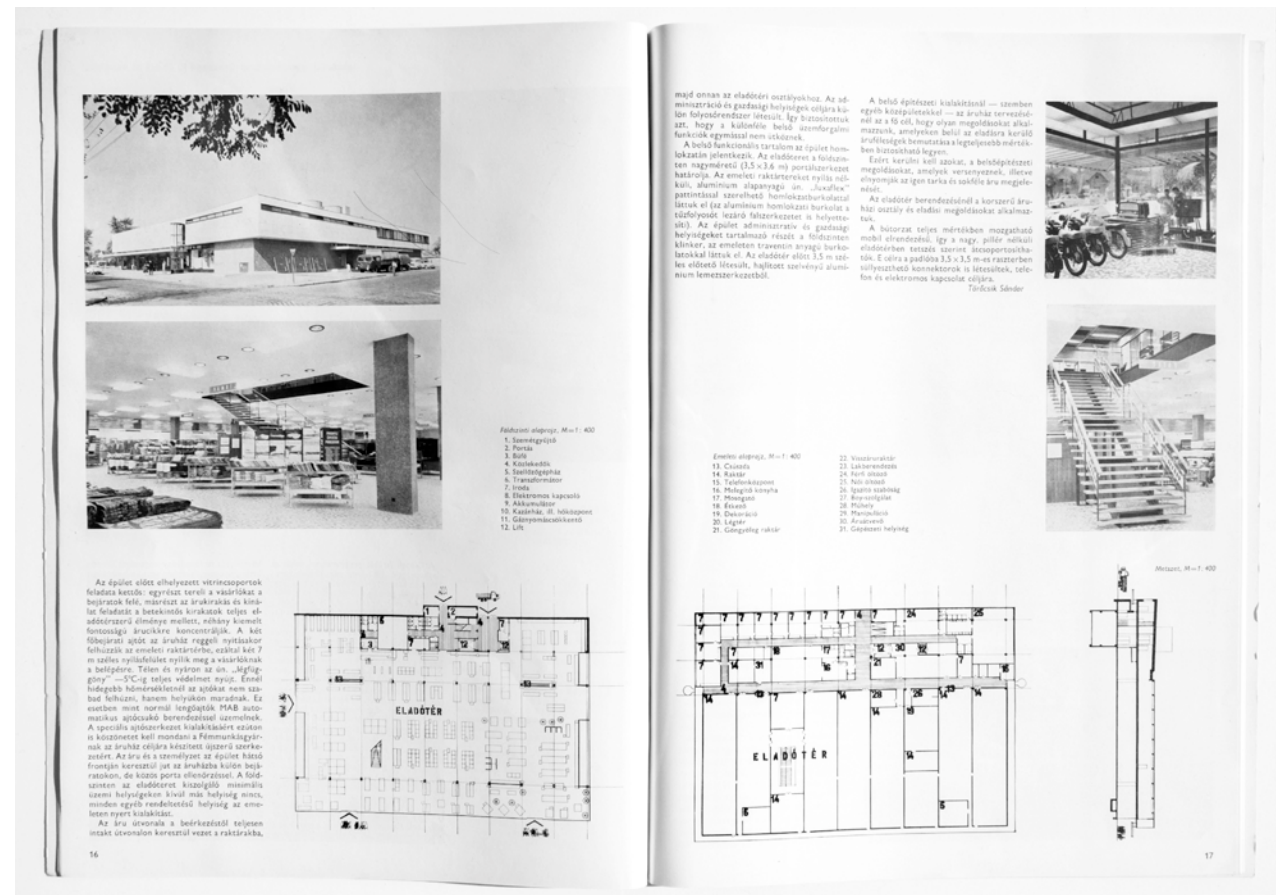 Földszinti alaprajz, M=1: 400
1. Szemétgyűjtő
2. Portás
3. Büfé
4. Közlekedők
5. Szellőzőgépház
6. Transzformátor
7. Iroda
8. Elektromos kapcsoló
9. Akkumulátor
10. Kazánház, ill. hőközpont
11. Gáznyomáscsökkentő
12. Lift
Az épület előtt elhelyezett vitrincsoportok
feladata kettős: egyrészt tereli a vásárlókat a
bejáratok felé, másrészt az árukirakás és kíná-
lat feladatát a betekintős kirakatok teljes el-
adótérszerű élménye mellett, néhány kiemelt
fontosságú árucikkre koncentrálják. A két
főbejárati ajtót az áruház reggeli nyitásakor
felhúzzák az emeleti raktártérbe, ezáltal két 7
m széles nyílásfelület nyílik meg a vásárlóknak
a belépésre. Télen és nyáron az ún. „légfüg-
göny” —5°C-ig teljes védelmet nyújt. Ennél
hidegebb hőmérsékletnél az ajtókat nem sza-
bad felhúzni, hanem helyükön maradnak. Ez
esetben mint normál lengőajtók MAB auto-
matikus ajtócsukó berendezéssel üzemelnek.
A speciális ajtószerkezet kialakításáért ezúton
is köszönetet kell mondani a Fémmunkásgyár-
nak az áruház céljára készített újszerű szerke-
zetért. Az áru és a személyzet az épület hátsó
frontján keresztül jut az áruházba külön bejá-
ratokon, de közös porta ellenőrzéssel. A föld-
szinten az eladóteret kiszolgáló minimális
üzemi helységeken kívül más helyiség nincs,
minden egyéb rendeltetésű helyiség az eme-
leten nyert kialakítást.
Az áru útvonala a beérkezéstől teljesen
intakt útvonalon keresztül vezet a raktárakba,
ELADÓTÉR
16
majd onnan az eladótéri osztályokhoz. Az ad-
minisztráció és gazdasági helyiségek céljára kü-
lön folyosórendszer létesült. Így biztosítottuk
azt, hogy a különféle belső üzemforgalmi
funkciók egymással nem ütköznek.
A belső funkcionális tartalom az épület hom-
lokzatán jelentkezik. Az eladóteret a földszin-
ten nagyméretű (3,5×3,6 m) portálszerkezet
határolja. Az emeleti raktártereket nyílás nél-
küli, alumínium alapanyagú ún. „luxaflex”
pattintással szerelhető homlokzatburkolattal
láttuk el (az alumínium homlokzati burkolat a
tűzfolyosót lezáró falszerkezetet is helyette-
síti). Az épület adminisztratív és gazdasági
helyiségeket tartalmazó részét a földszinten
klinker, az emeleten travertin anyagú burko-
latokkal láttuk el. Az eladótér előtt 3,5 m szé-
les előtető létesült, hajlított szelvényű alumí-
nium lemezszerkezetből.
A belső építészeti kialakításnál — szemben
egyéb középületekkel — az áruház tervezésé-
nél az a fő cél, hogy olyan megoldásokat alkal-
mazzunk, amelyeken belül az eladásra kerülő
áruféleségek bemutatása a legteljesebb mérték-
ben biztosítható legyen.
Ezért kerülni kell azokat, a belsőépítészeti
megoldásokat, amelyek versenyeznek, illetve
elnyomják az igen tarka és sokféle áru megjele-
nését.
Az eladótér berendezésénél a korszerű áru-
házi osztály és eladási megoldásokat alkalmaz-
tuk.
A bútorzat teljes mértékben mozgatható
mobil elrendezésű, így a nagy, pillér nélküli
eladótérben tetszés szerint átcsoportosítha-
tók. E célra a padlóba 3,5 x 3,5 m-es raszterben
süllyeszthető konnektorok is létesültek, tele-
fon és elektromos kapcsolat céljára.
Tarócsik Sándor
Emeleti alaprajz, M=1: 400
13. Csúszda
14. Raktár
15. Telefonközpont
16. Melegítő konyha
17. Mosogató
18. Étkező
19. Dekoráció
20. Légtér
21. Göngyöleg raktár
22. Visszáruraktár
23. Lakberendezés
24. Férfi öltöző
25. Női öltöző
26. Igazító szabóság
27. Boy-szolgálat
28. Műhely
29. Manipuláció
30. Áruátvevő
31. Gépészeti helyiség
Metszet, M=1: 400
ELADÓTÉR
17